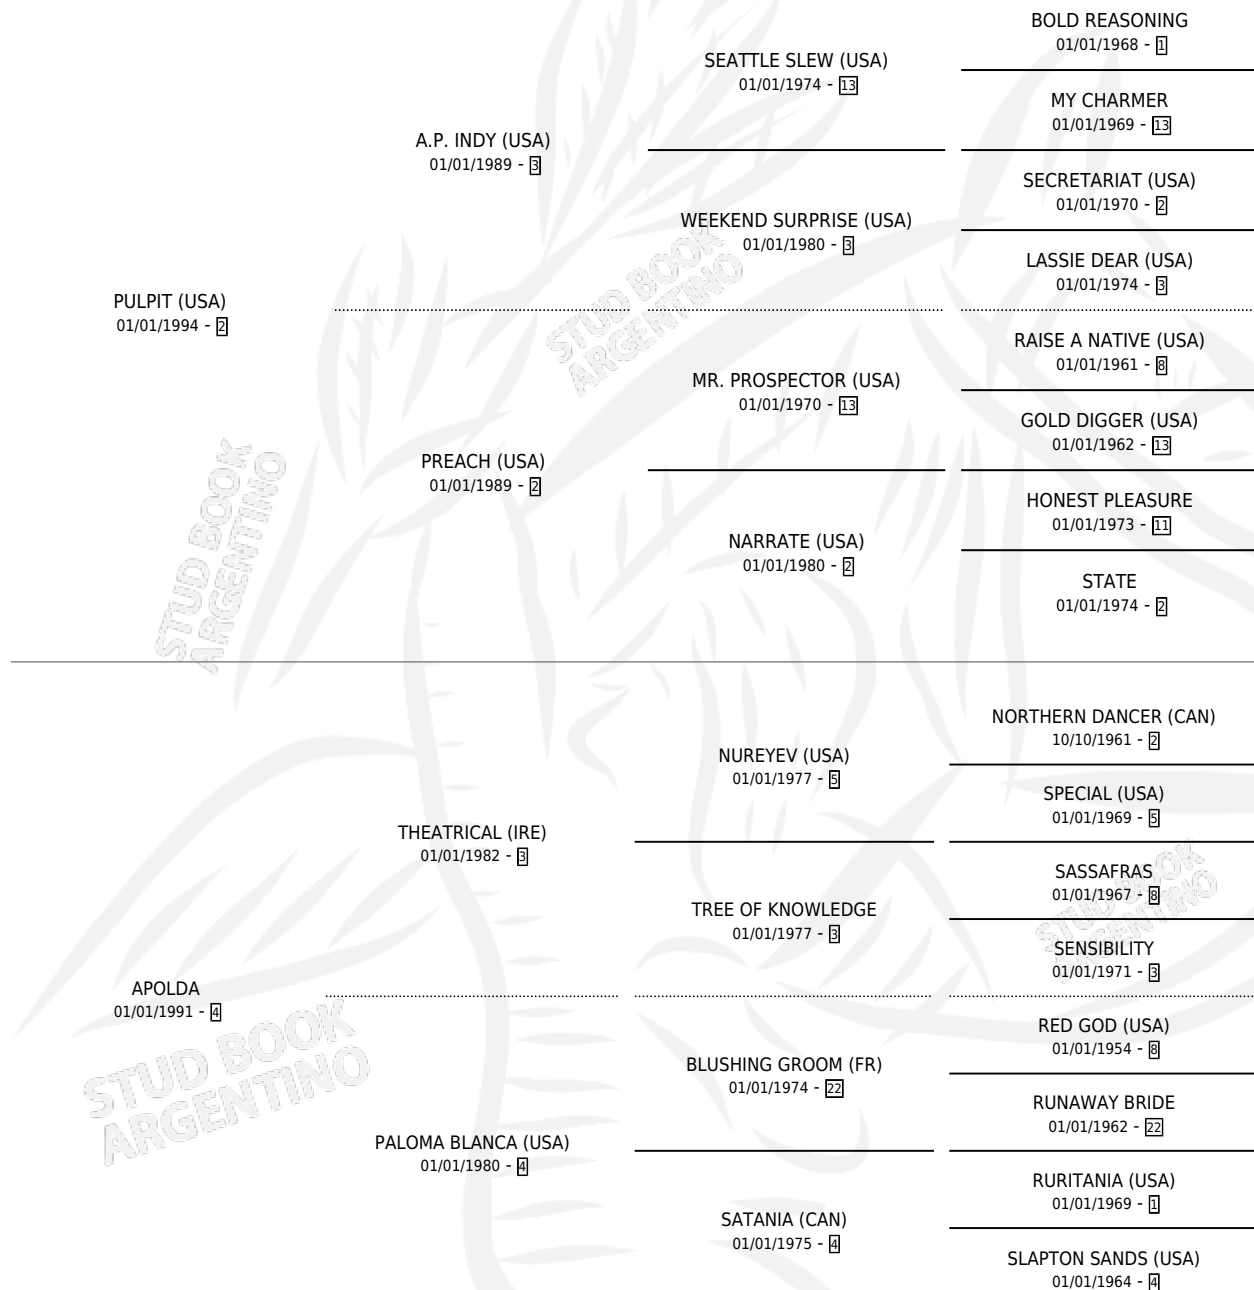 BOLD REASONING
01/01/1968 - 1
SEATTLE SLEW (USA)
01/01/1974 - 13
MY CHARMER
01/01/1969 - 13
A.P. INDY (USA)
01/01/1989 - 3
SECRETARIAT (USA)
01/01/1970 - 2
WEEKEND SURPRISE (USA)
01/01/1980 - 3
LASSIE DEAR (USA)
01/01/1974 - 3
PULPIT (USA)
01/01/1994 - 2
STUD BOOK
ARGENTINO
RAISE A NATIVE (USA)
01/01/1961 - 8
MR. PROSPECTOR (USA)
01/01/1970 - 13
GOLD DIGGER (USA)
01/01/1962 - 13
PREACH (USA)
01/01/1989 - 2
HONEST PLEASURE
01/01/1973 - 11
NARRATE (USA)
01/01/1980 - 2
STATE
01/01/1974 - 2
STUD BOOK
ARGENTINO
NORTHERN DANCER (CAN)
10/10/1961 - 2
NUREYEV (USA)
01/01/1977 - 5
SPECIAL (USA)
01/01/1969 - 5
THEATRICAL (IRE)
01/01/1982 - 3
SASSAFRAS
01/01/1967 - 8
TREE OF KNOWLEDGE
01/01/1977 - 3
STUD BOOK
ARGENTINO
SENSIBILITY
01/01/1971 - 3
APOLDA
01/01/1991 - 4
RED GOD (USA)
01/01/1954 - 8
BLUSHING GROOM (FR)
01/01/1974 - 22
STUD BOOK
ARGENTINO
RUNAWAY BRIDE
01/01/1962 - 22
PALOMA BLANCA (USA)
01/01/1980 - 4
RURITANIA (USA)
01/01/1969 - 1
SATANIA (CAN)
01/01/1975 - 4
SLAPTON SANDS (USA)
01/01/1964 - 4